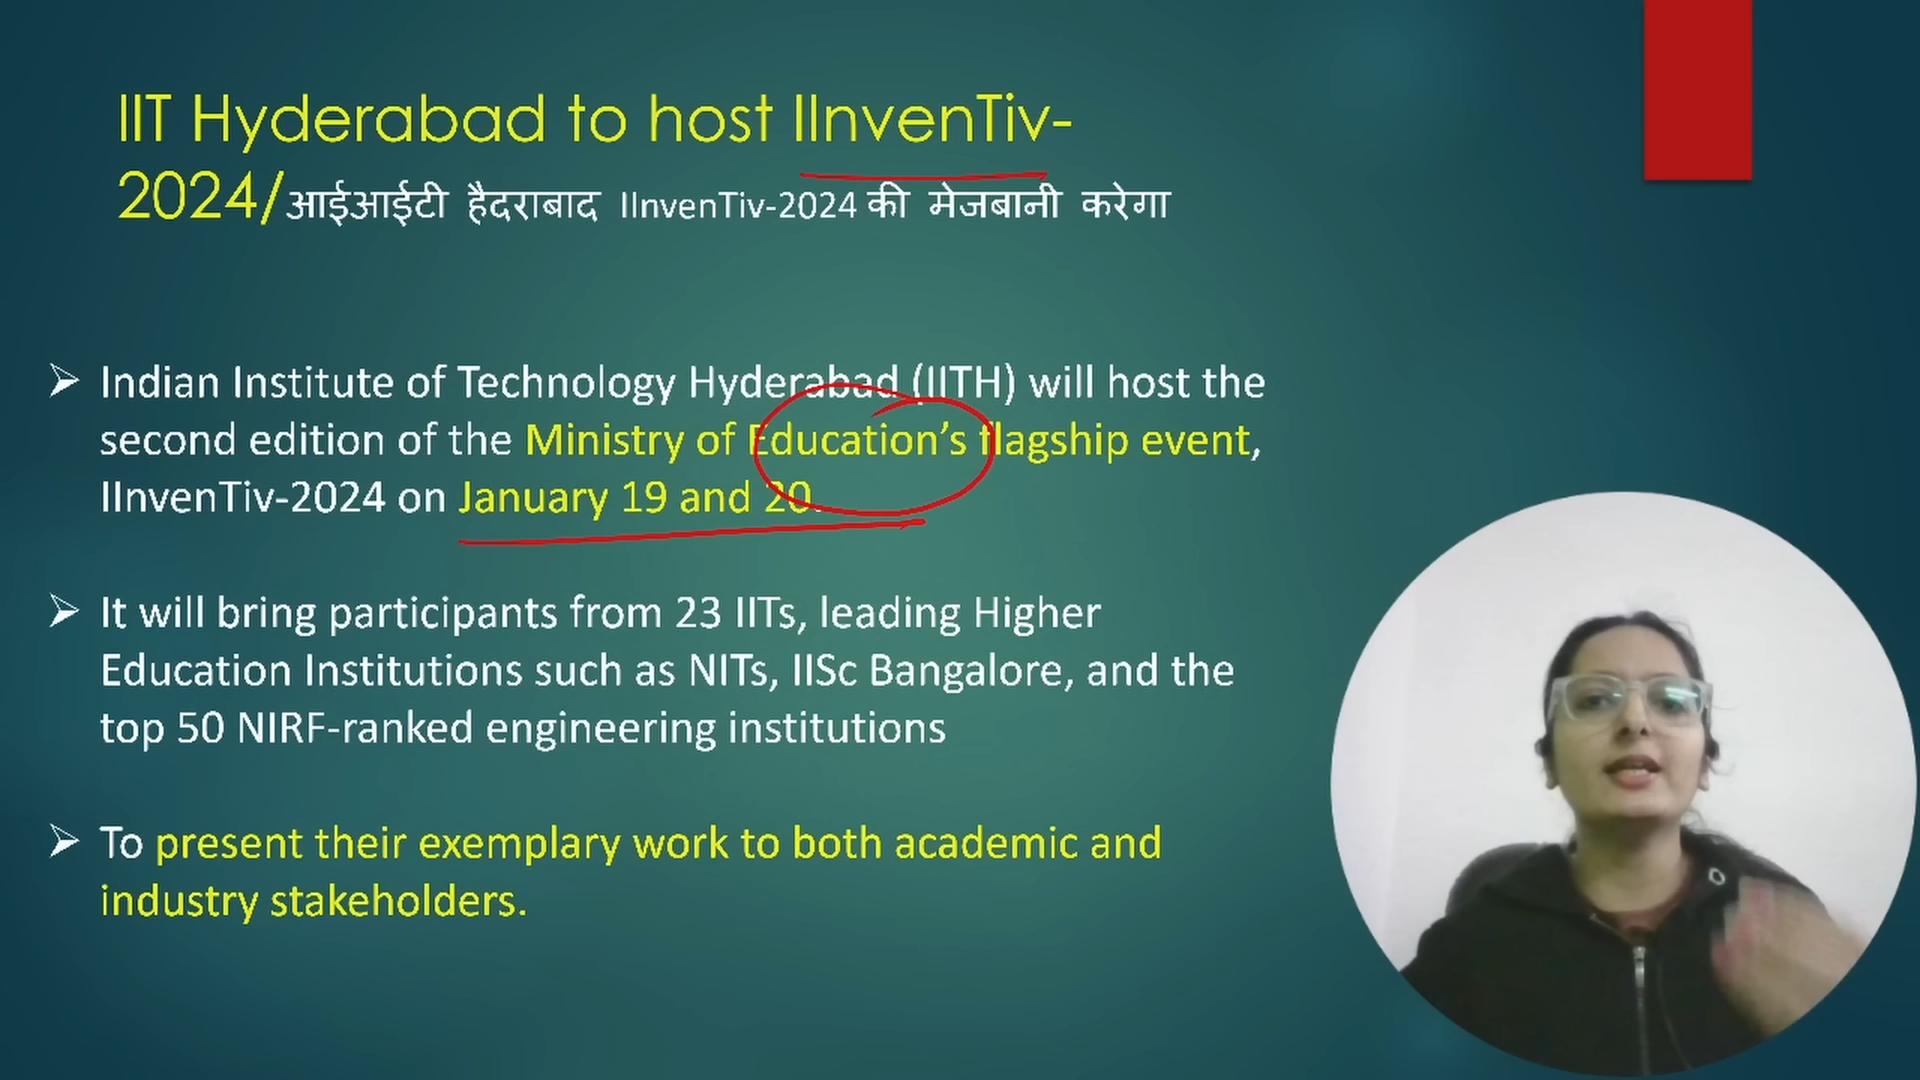 IIT Hyderabad to host IInvenTiv-
2024/आईआईटी हैदराबाद IInvenTiv-2024 की मेजबानी करेगा
Indian Institute of Technology Hyderabad (IITH) will host the
second edition of the Ministry of Education’s flagship event,
IInvenTiv-2024 on January 19 and 20.
It will bring participants from 23 IITs, leading Higher
Education Institutions such as NITs, IISc Bangalore, and the
top 50 NIRF-ranked engineering institutions
To present their exemplary work to both academic and
industry stakeholders.